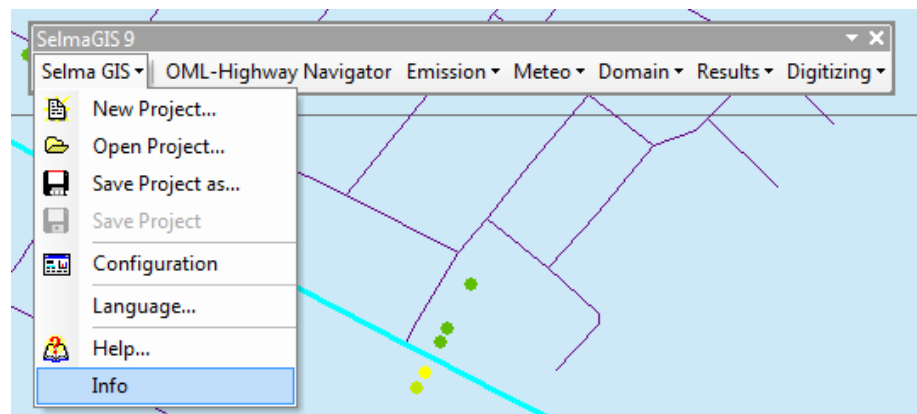 SelmaGIS 9
Selma GIS OML-Highway Navigator Emission Meteo Domain Results Digitizing
New Project...
Open Project...
Save Project as...
Save Project
Configuration
Language...
Help...
Info